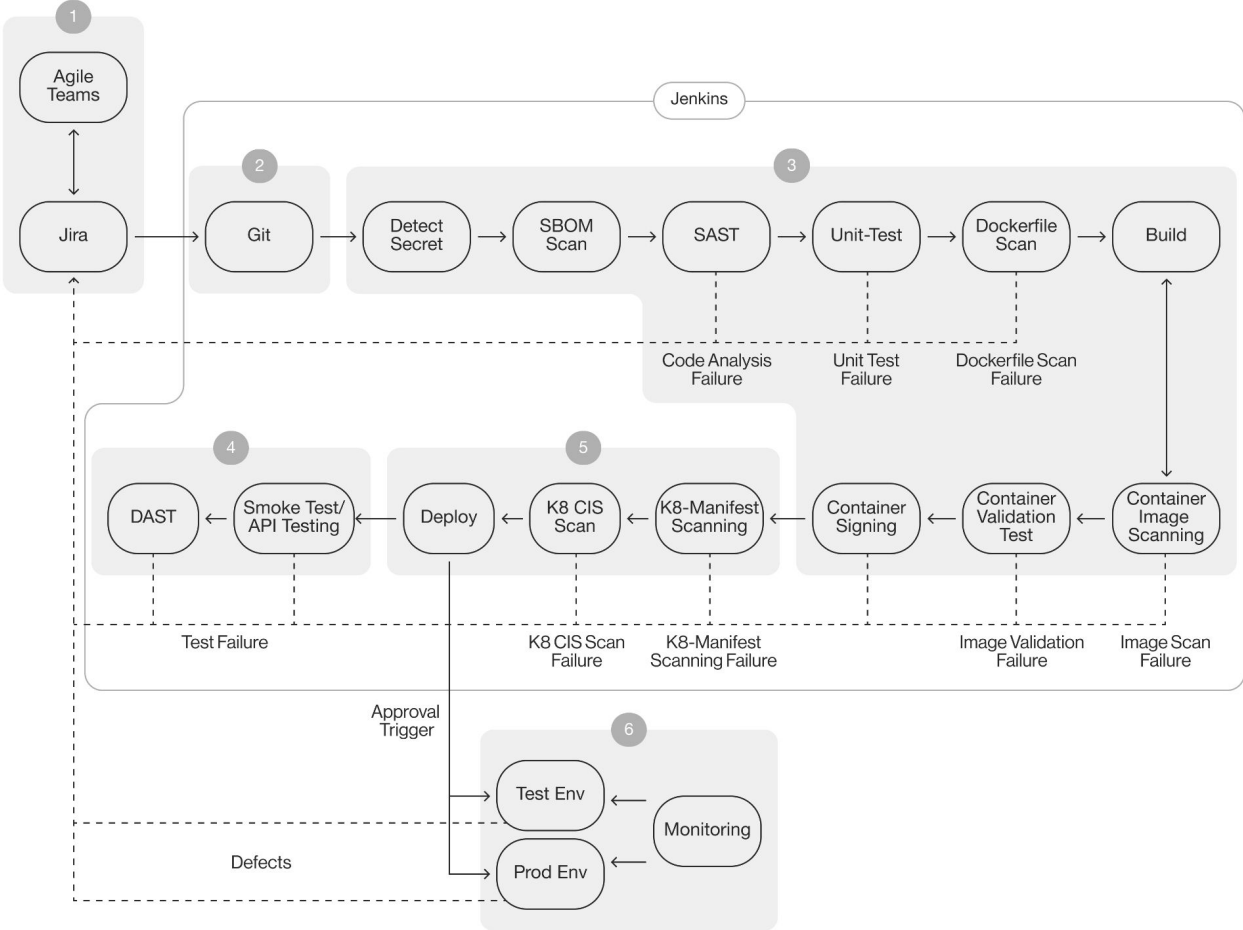 1
Agile
Teams
Jenkins
2
3
Jira
Git
Detect
Secret
SBOM
Scan
SAST
Unit-Test
Dockerfile
Scan
Build
Code Analysis
Failure
Unit Test
Failure
Dockerfile Scan
Failure
4
5
DAST
Smoke Test/
API Testing
Deploy
K8 CIS
Scan
K8-Manifest
Scanning
Container
Signing
Container
Validation
Test
Container
Image
Scanning
Test Failure
K8 CIS Scan
Failure
K8-Manifest
Scanning Failure
Image Validation
Failure
Image Scan
Failure
Approval
Trigger
6
Test Env
Monitoring
Defects
Prod Env